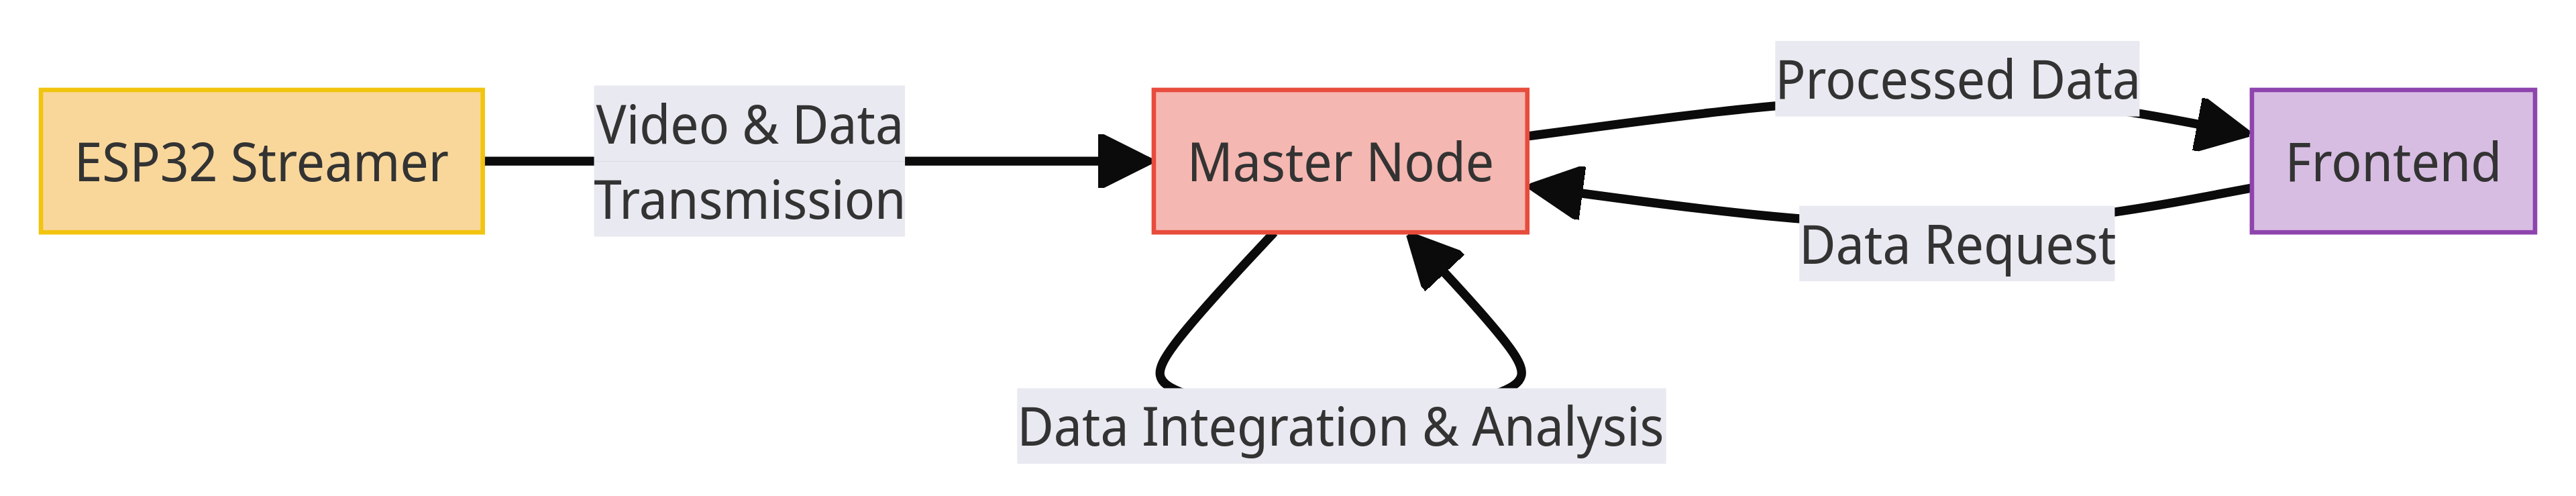 ESP32 Streamer
Video & Data
Transmission
Master Node
Processed Data
Data Request
Frontend
Data Integration & Analysis